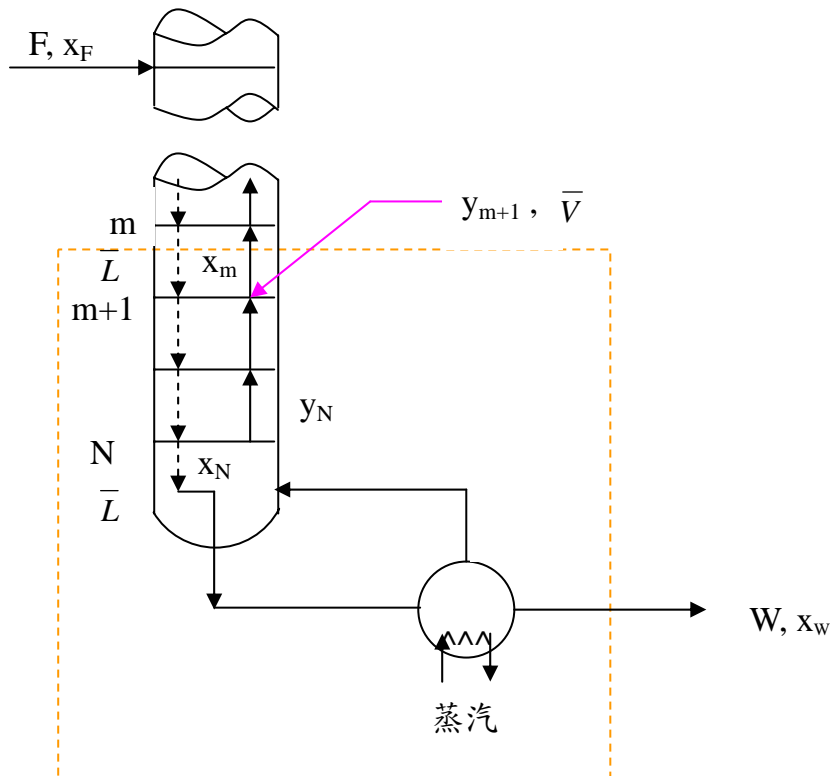 F, x_F
m
y_{m+1} , V̅
L̅
x_m
m+1
y_N
N
x_N
L̅
W, x_w
蒸汽